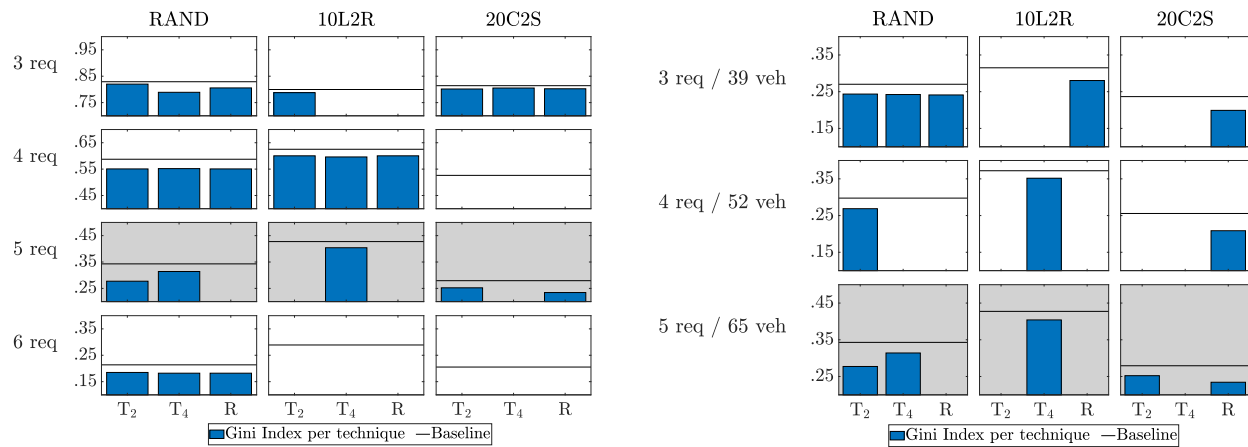 RAND 10L2R 20C2S
3 req
.95
.85
.75
4 req
.65
.55
.45
5 req
.45
.35
.25
6 req
.35
.25
.15
T2 T4 R T2 T4 R T2 T4 R
Gini Index per technique Baseline
RAND 10L2R 20C2S
3 req / 39 veh
.35
.25
.15
4 req / 52 veh
.35
.25
.15
5 req / 65 veh
.45
.35
.25
T2 T4 R T2 T4 R T2 T4 R
Gini Index per technique Baseline